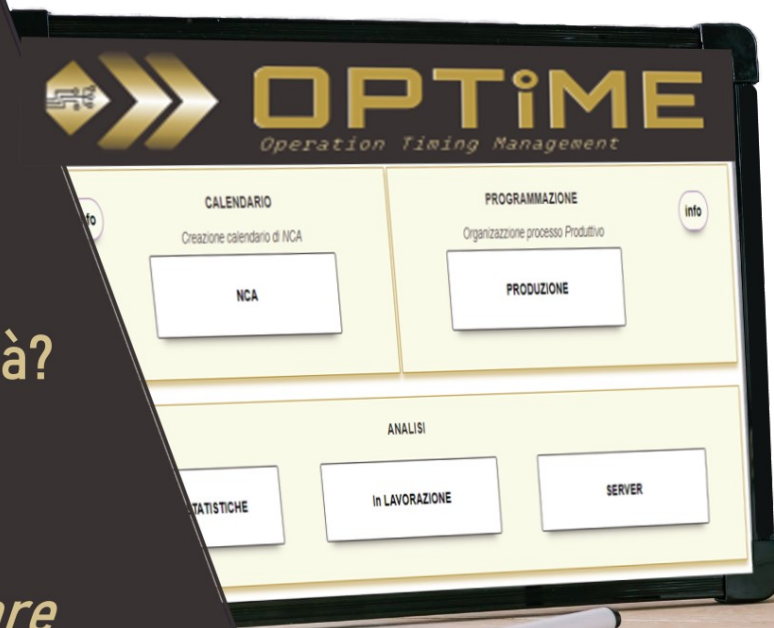 OPTiME
Operation Timing Management
CALENDARIO
Creazione calendario di NCA
NCA
PROGRAMMAZIONE
Organizazzione processo Produttivo
info
PRODUZIONE
à?
ANALISI
In LAVORAZIONE
SERVER